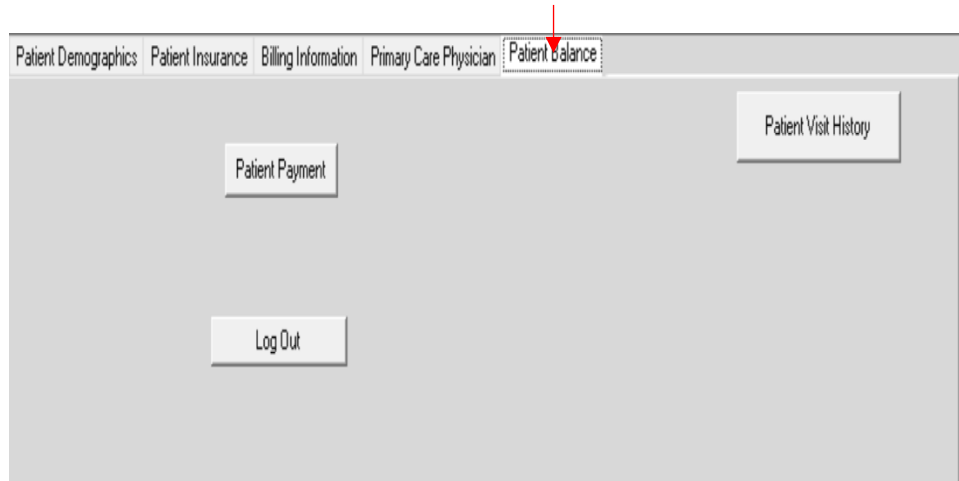 Patient Demographics Patient Insurance Billing Information Primary Care Physician Patient Balance
Patient Visit History
Patient Payment
Log Out